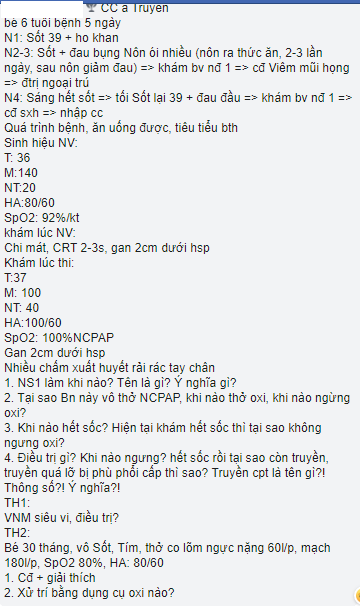 CC a Truyen
bé 6 tuổi bệnh 5 ngày
N1: Sốt 39 + ho khan
N2-3: Sốt + đau bụng Nôn ói nhiều (nôn ra thức ăn, 2-3 lần
ngày, sau nôn giảm đau) => khám bv nđ 1 => cđ Viêm mũi họng
=> đtrị ngoại trú
N4: Sáng hết sốt => tối Sốt lại 39 + đau đầu => khám bv nđ 1 =>
cđ sxh => nhập cc
Quá trình bệnh, ăn uống được, tiêu tiểu bth
Sinh hiệu NV:
T: 36
M:140
NT:20
HA:80/60
SpO2: 92%/kt
khám lúc NV:
Chi mát, CRT 2-3s, gan 2cm dưới hsp
Khám lúc thi:
T:37
M: 100
NT: 40
HA:100/60
SpO2: 100%NCPAP
Gan 2cm dưới hsp
Nhiều chấm xuất huyết rải rác tay chân
1. NS1 làm khi nào? Tên là gì? Ý nghĩa gì?
2. Tại sao Bn này vô thở NCPAP, khi nào thở oxi, khi nào ngừng
oxi?
3. Khi nào hết sốc? Hiện tại khám hết sốc thì tại sao không
ngưng oxi?
4. Điều trị gì? Khi nào ngưng? hết sốc rồi tại sao còn truyền,
truyền quá lỡ bị phù phổi cấp thì sao? Truyền cpt là tên gì?!
Thông số?! Ý nghĩa?!
TH1:
VNM siêu vi, điều trị?
TH2:
Bé 30 tháng, vô Sốt, Tím, thở co lõm ngực nặng 60l/p, mạch
180l/p, SpO2 80%, HA: 80/60
1. Cđ + giải thích
2. Xử trí bằng dụng cụ oxi nào?